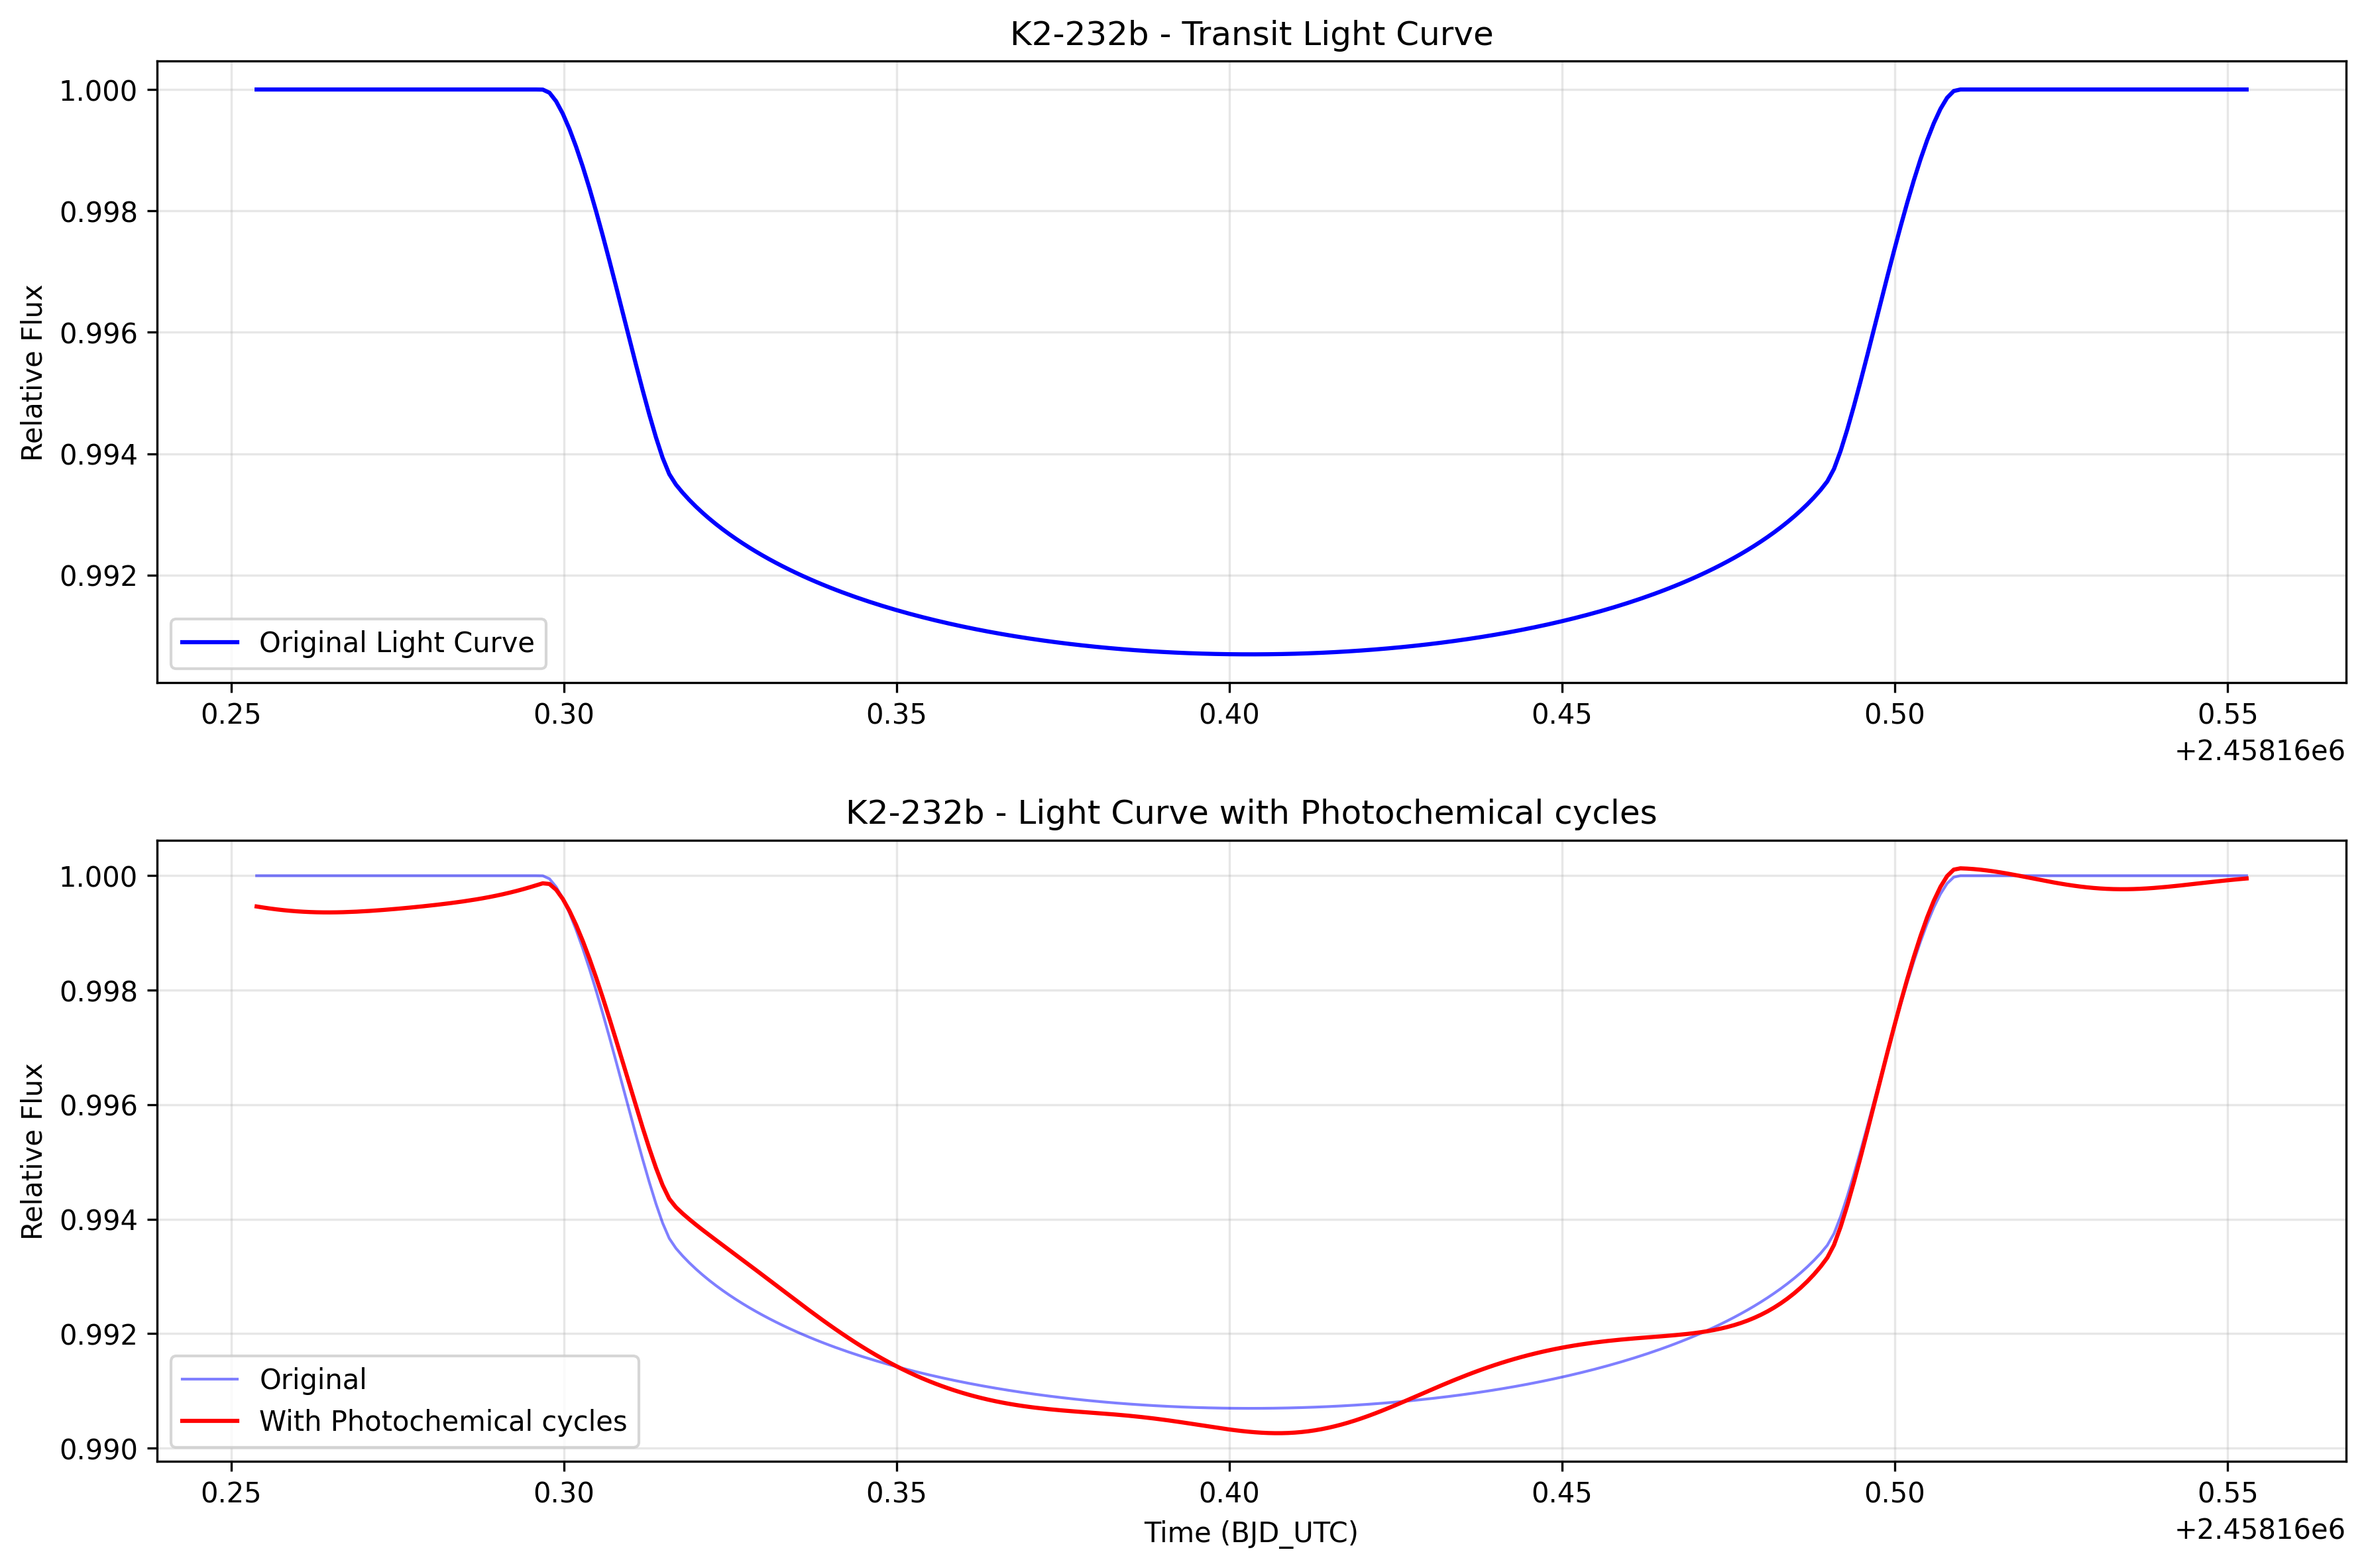 K2-232b - Transit Light Curve
Relative Flux
1.000
0.998
0.996
0.994
0.992
Original Light Curve
0.25 0.30 0.35 0.40 0.45 0.50 0.55
+2.45816e6
K2-232b - Light Curve with Photochemical cycles
Relative Flux
1.000
0.998
0.996
0.994
0.992
0.990
Original
With Photochemical cycles
0.25 0.30 0.35 0.40 0.45 0.50 0.55
Time (BJD_UTC)
+2.45816e6